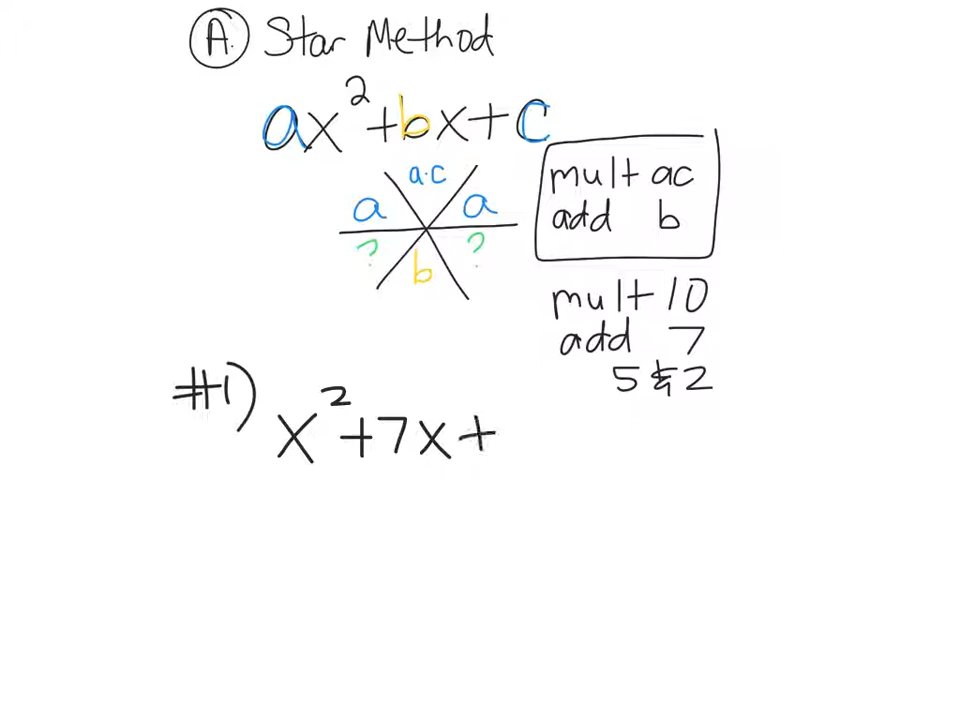 A. Star Method
ax²+bx+c
a·c
a a
? ?
b
mult ac
add b
mult 10
add 7
5 & 2
#1) x²+7x+